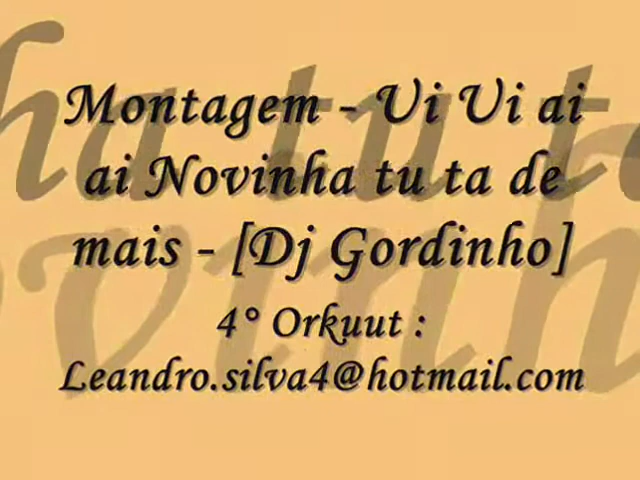 Montagem - Ui Ui ai
ai Novinha tu ta de
mais - [Dj Gordinho]
4° Orkuut :
Leandro.silva4@hotmail.com